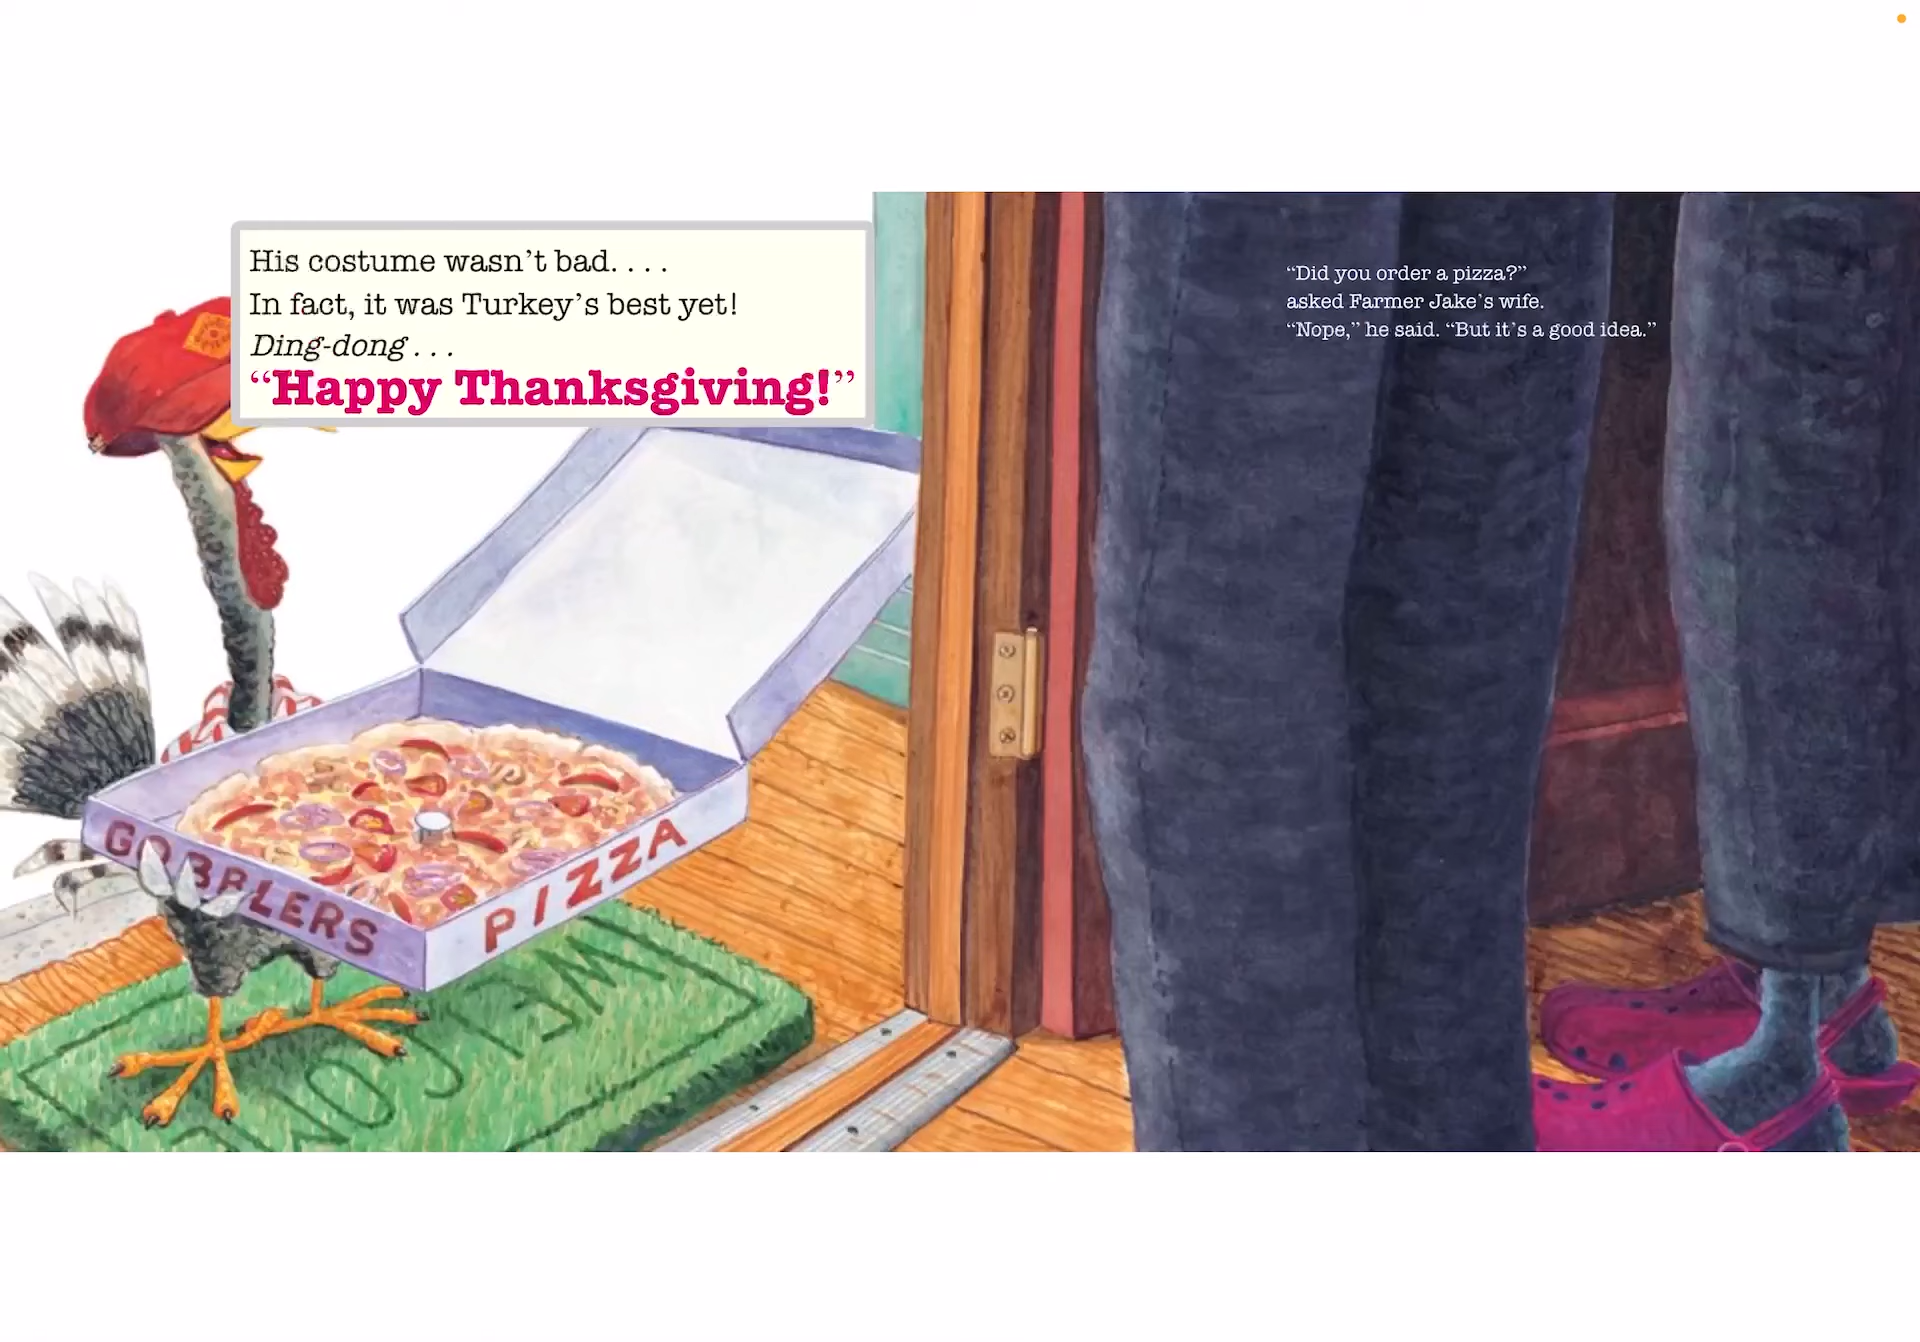 His costume wasn't bad. . . .
In fact, it was Turkey's best yet!
Ding-dong . . .
“Happy Thanksgiving!”
“Did you order a pizza?”
asked Farmer Jake's wife.
“Nope,” he said. “But it's a good idea.”
GOBBLERS
PIZZA
WELCOME